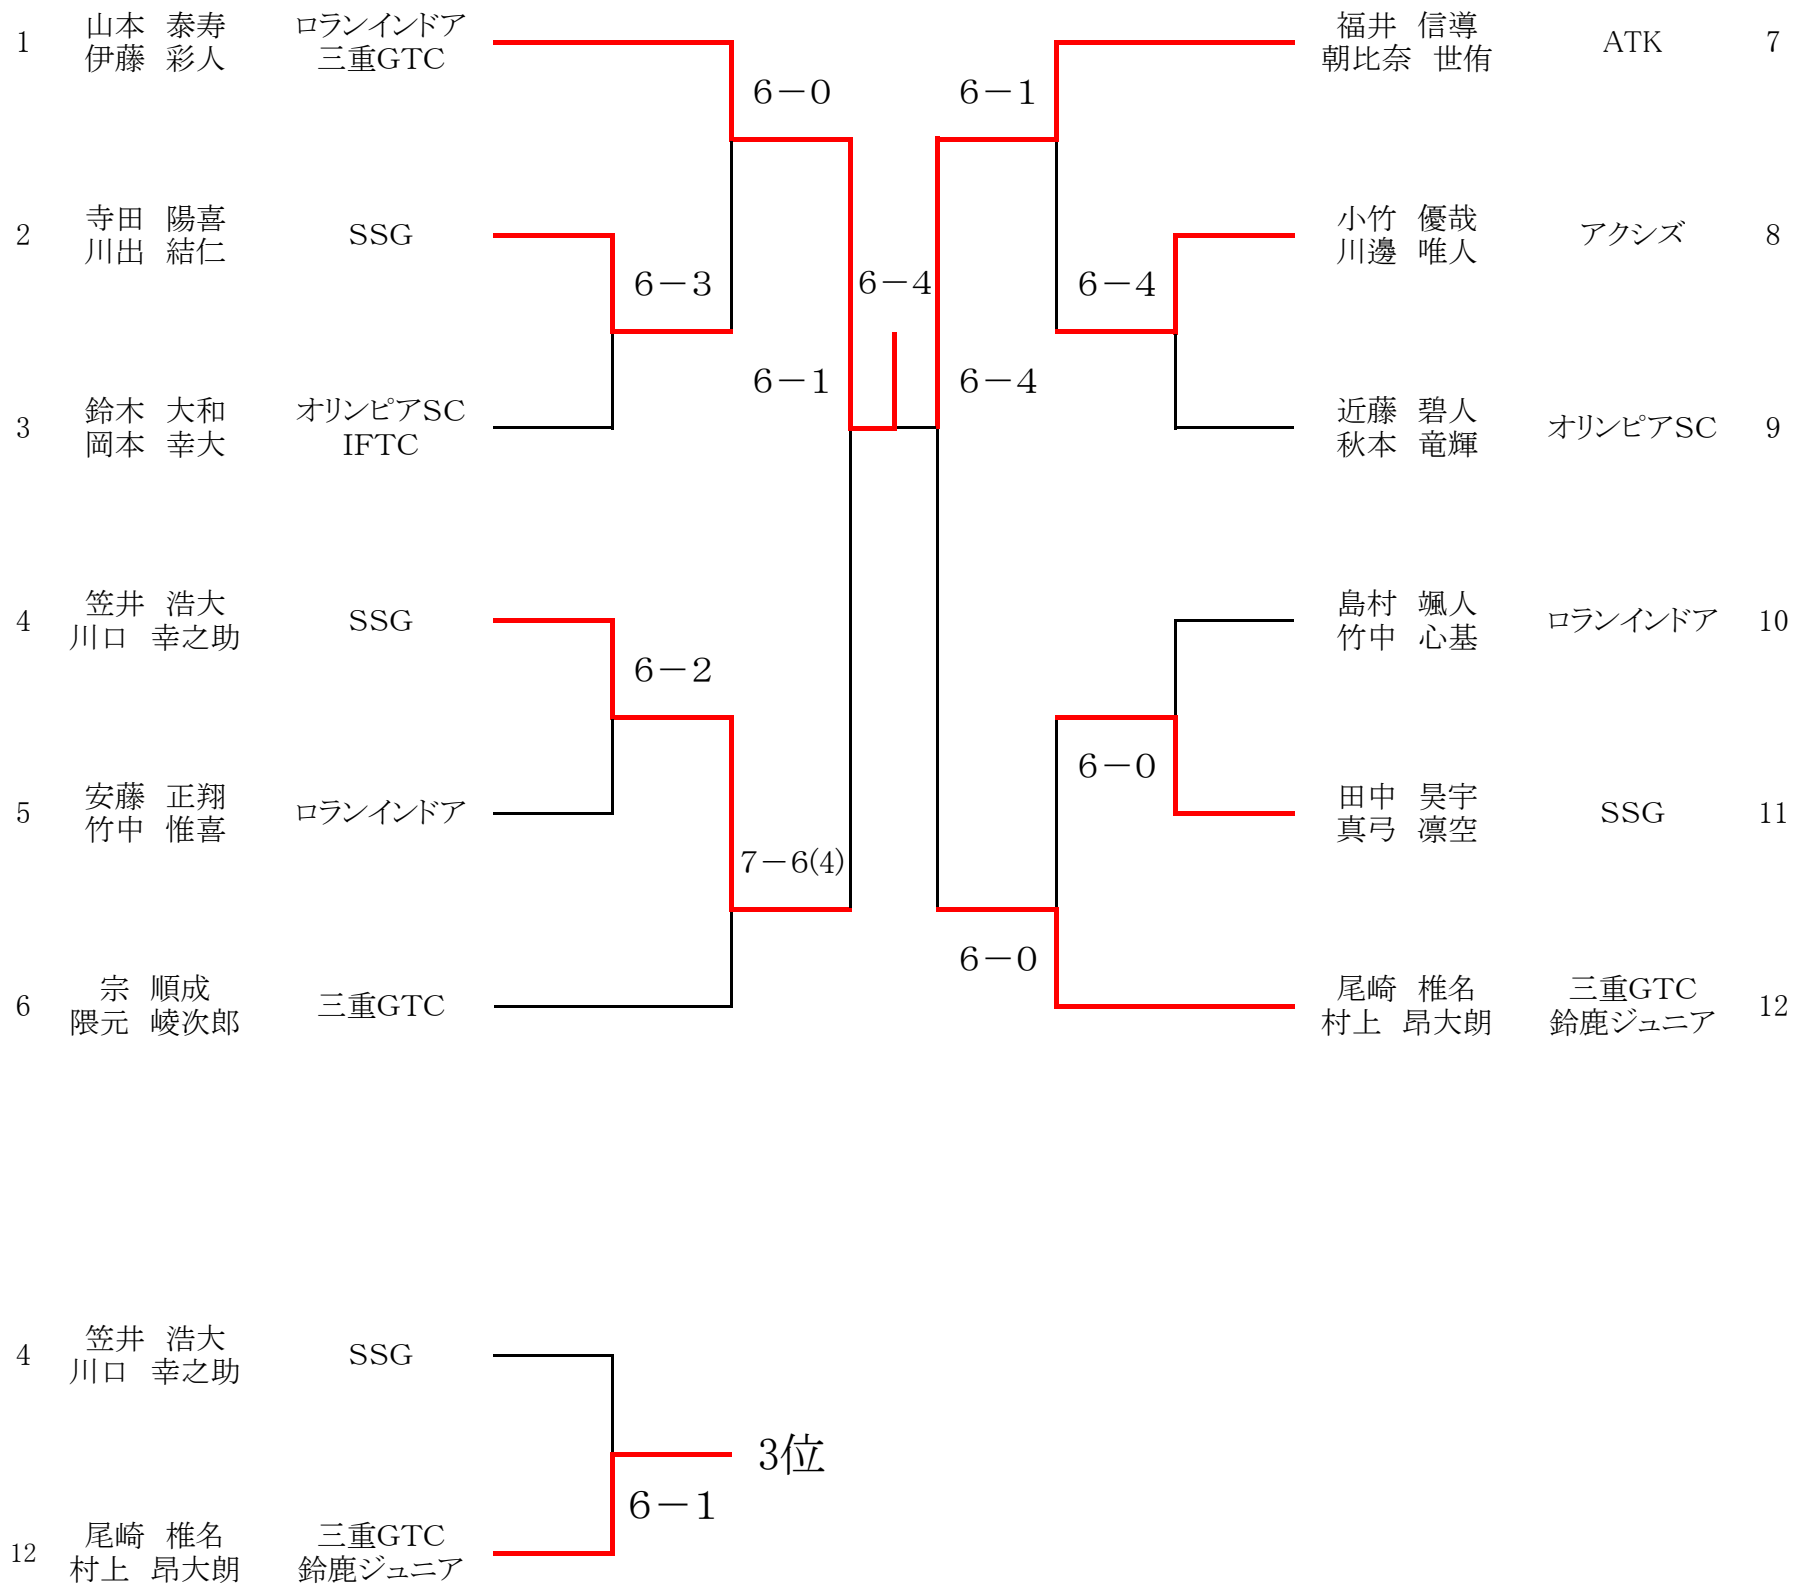 1 山本 泰寿 ロランインドア
伊藤 彩人 三重GTC
福井 信導 ATK 7
朝比奈 世侑
6−0 6−1
2 寺田 陽喜 SSG
川出 結仁
小竹 優哉 アクシズ 8
川邊 唯人
6−3 6−4 6−4
6−1 6−4
3 鈴木 大和 オリンピアSC
岡本 幸大 IFTC
近藤 碧人 オリンピアSC 9
秋本 竜輝
4 笠井 浩大 SSG
川口 幸之助
島村 颯人 ロランインドア 10
竹中 心基
6−2
6−0
5 安藤 正翔 ロランインドア
竹中 惟喜
田中 昊宇 SSG 11
真弓 凛空
7−6(4)
6−0
6 宗 順成 三重GTC
隈元 崚次郎
尾崎 椎名 三重GTC 12
村上 昂大朗 鈴鹿ジュニア
4 笠井 浩大 SSG
川口 幸之助
3位
6−1
12 尾崎 椎名 三重GTC
村上 昂大朗 鈴鹿ジュニア